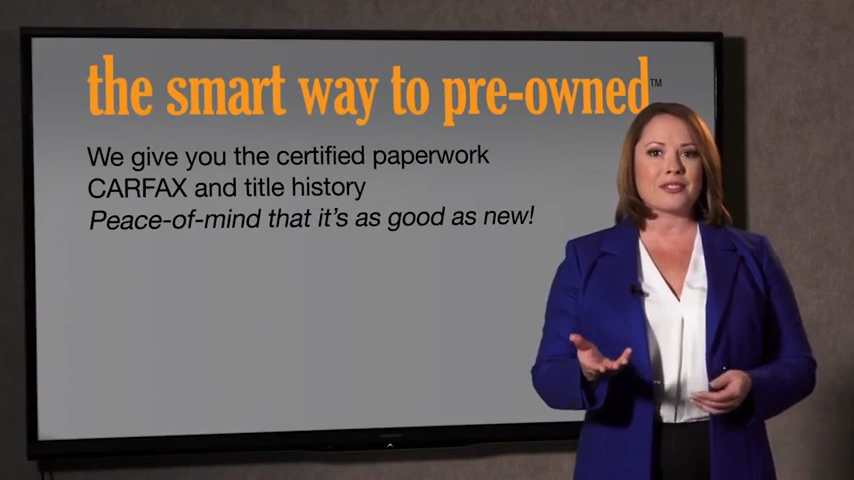 the smart way to pre-owned™
We give you the certified paperwork
CARFAX and title history
Peace-of-mind that it's as good as new!